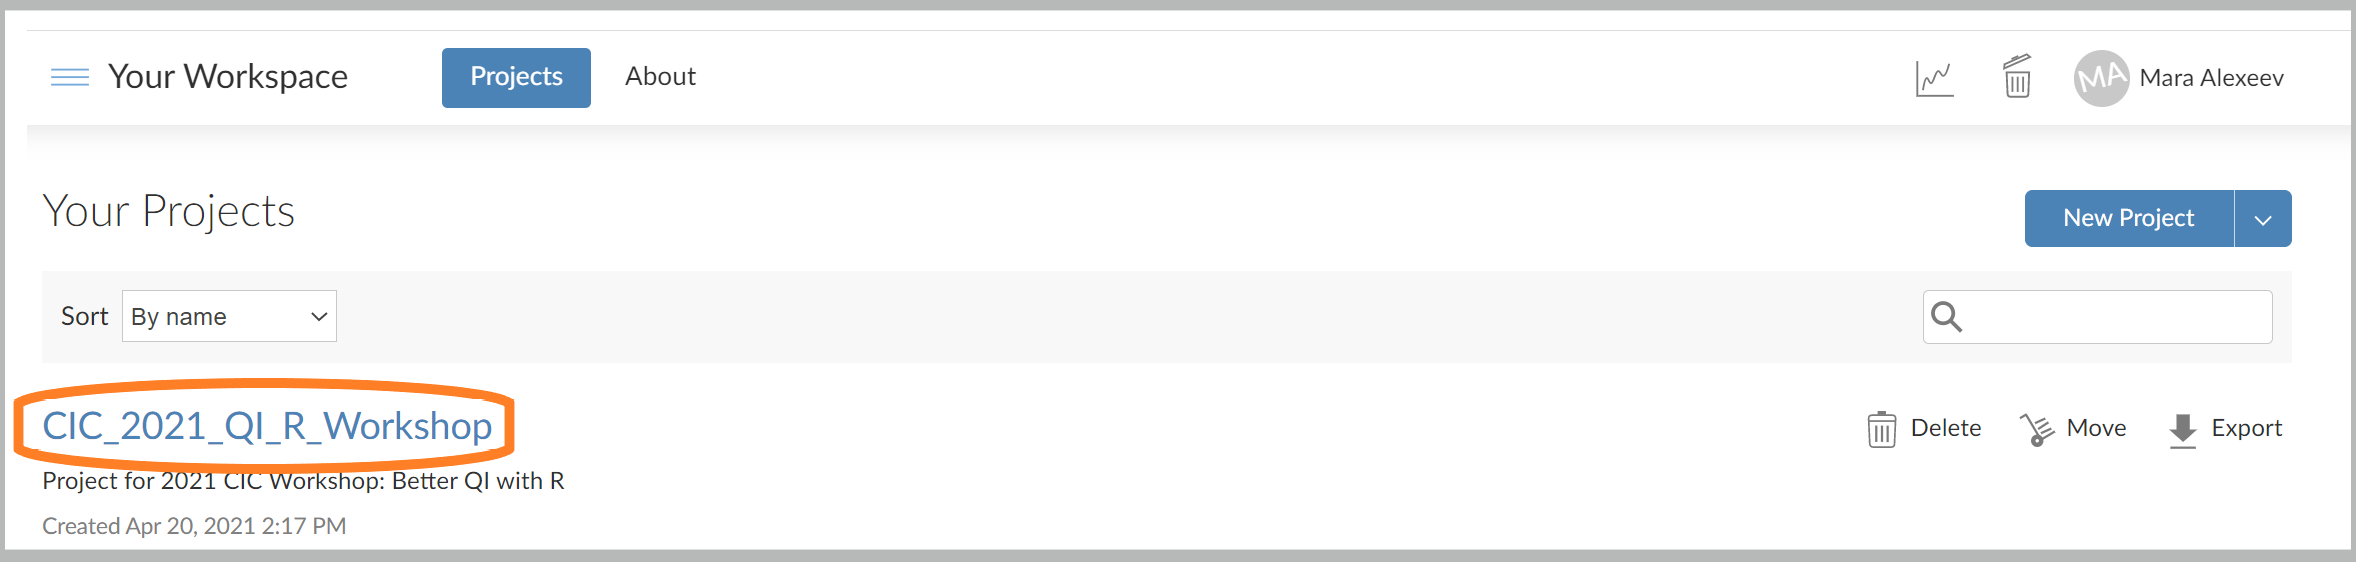 Your Workspace Projects About MA Mara Alexeev
Your Projects New Project
Sort By name
CIC_2021_QI_R_Workshop Delete Move Export
Project for 2021 CIC Workshop: Better QI with R
Created Apr 20, 2021 2:17 PM